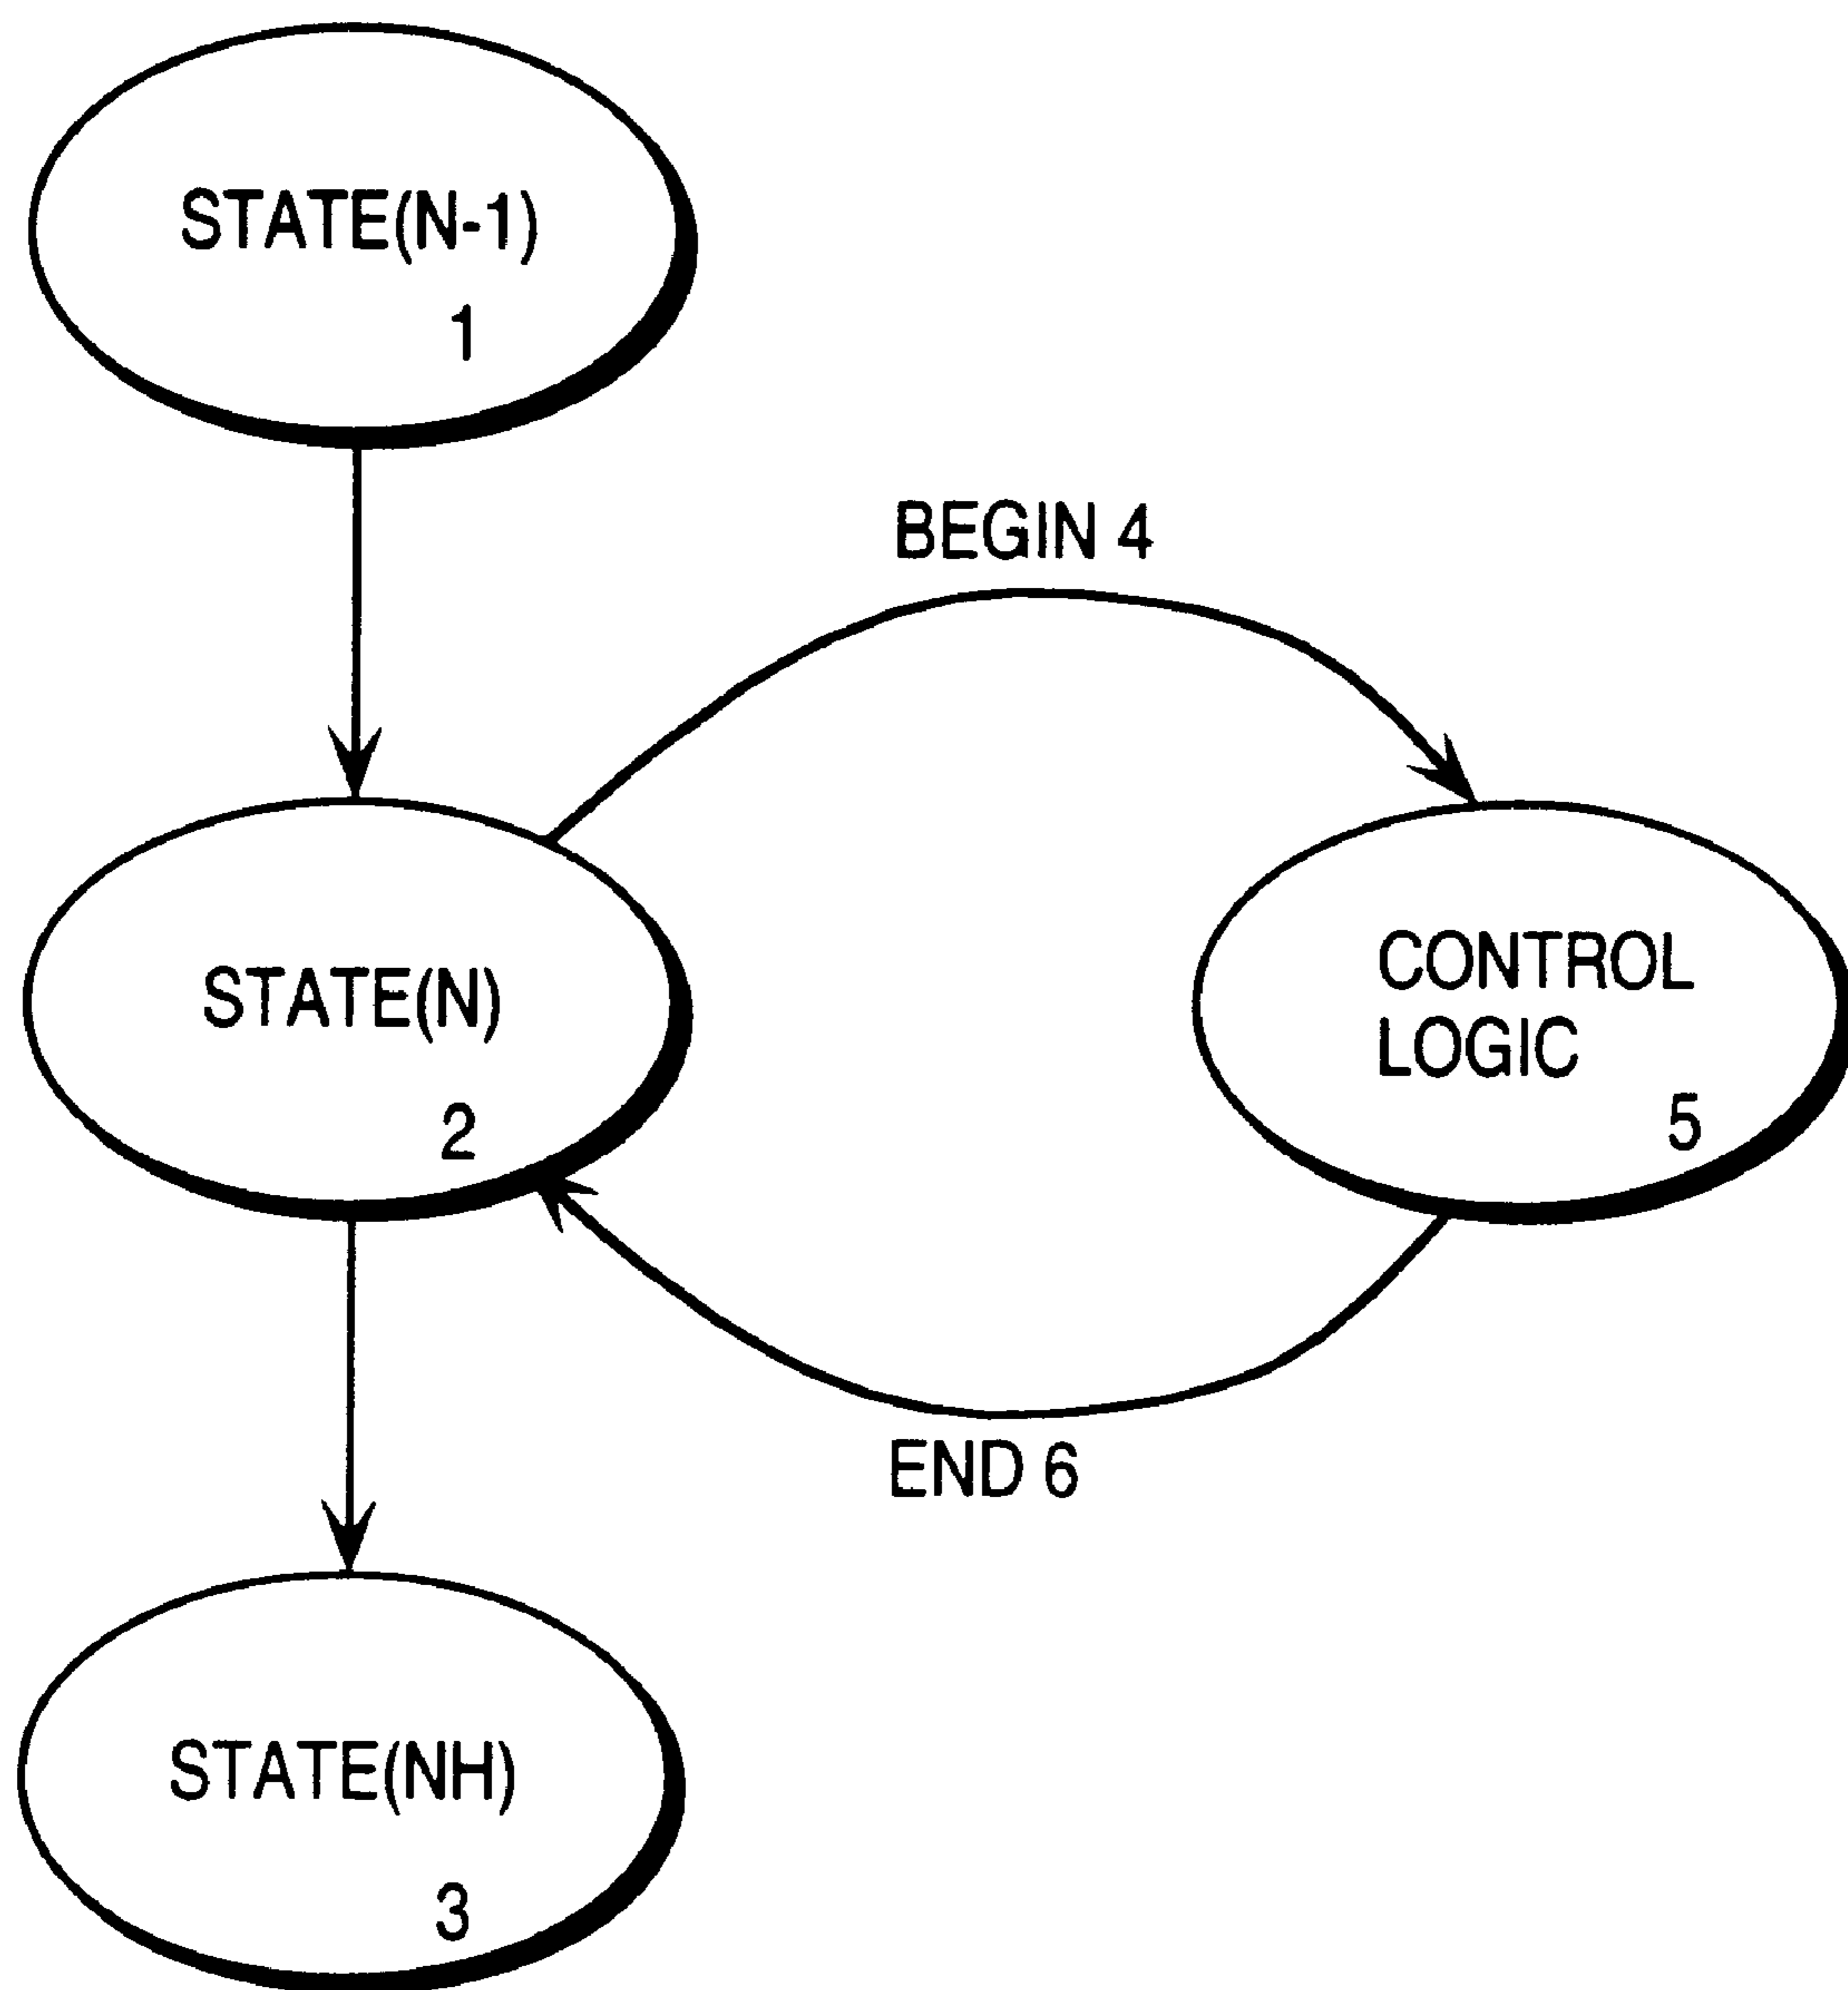 STATE(N-1)
1
BEGIN 4
STATE(N)
2
CONTROL
LOGIC
5
END 6
STATE(NH)
3